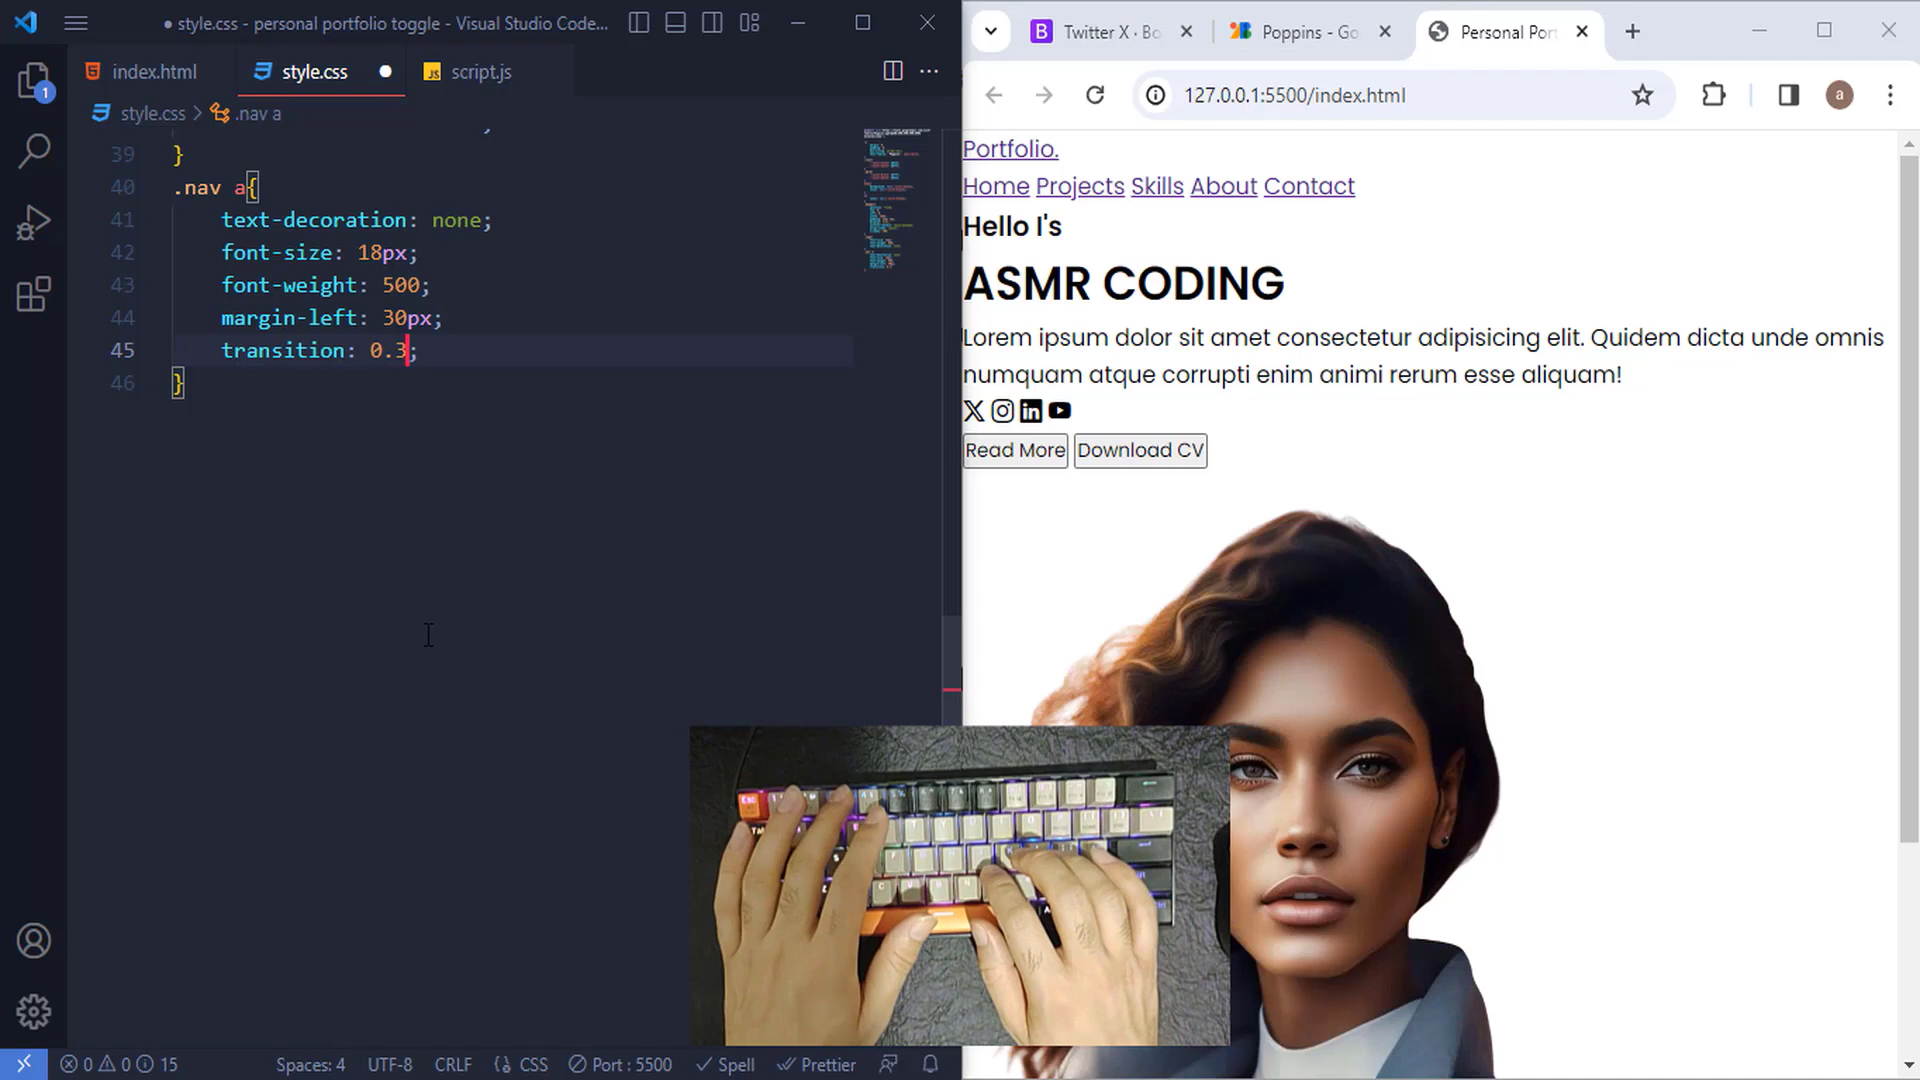 style.css - personal portfolio toggle - Visual Studio Code...
index.html
style.css
script.js
style.css > .nav a
39 }
40 .nav a{
41 text-decoration: none;
42 font-size: 18px;
43 font-weight: 500;
44 margin-left: 30px;
45 transition: 0.3;
46 }
1
0 0 15
Spaces: 4
UTF-8
CRLF
CSS
Port : 5500
Spell
Prettier
Twitter X · Bo
Poppins - Go
Personal Por
127.0.0.1:5500/index.html
a
Portfolio.
Home Projects Skills About Contact
Hello I's
ASMR CODING
Lorem ipsum dolor sit amet consectetur adipisicing elit. Quidem dicta unde omnis
numquam atque corrupti enim animi rerum esse aliquam!
Read More
Download CV